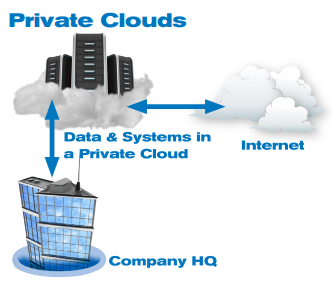 Private Clouds
Data & Systems in
a Private Cloud
Internet
Company HQ